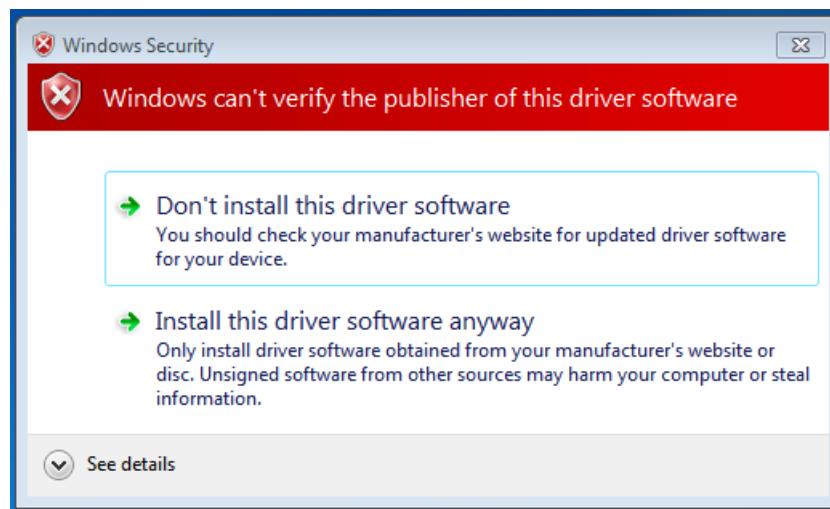 Windows Security
Windows can't verify the publisher of this driver software
Don't install this driver software
You should check your manufacturer's website for updated driver software
for your device.
Install this driver software anyway
Only install driver software obtained from your manufacturer's website or
disc. Unsigned software from other sources may harm your computer or steal
information.
See details